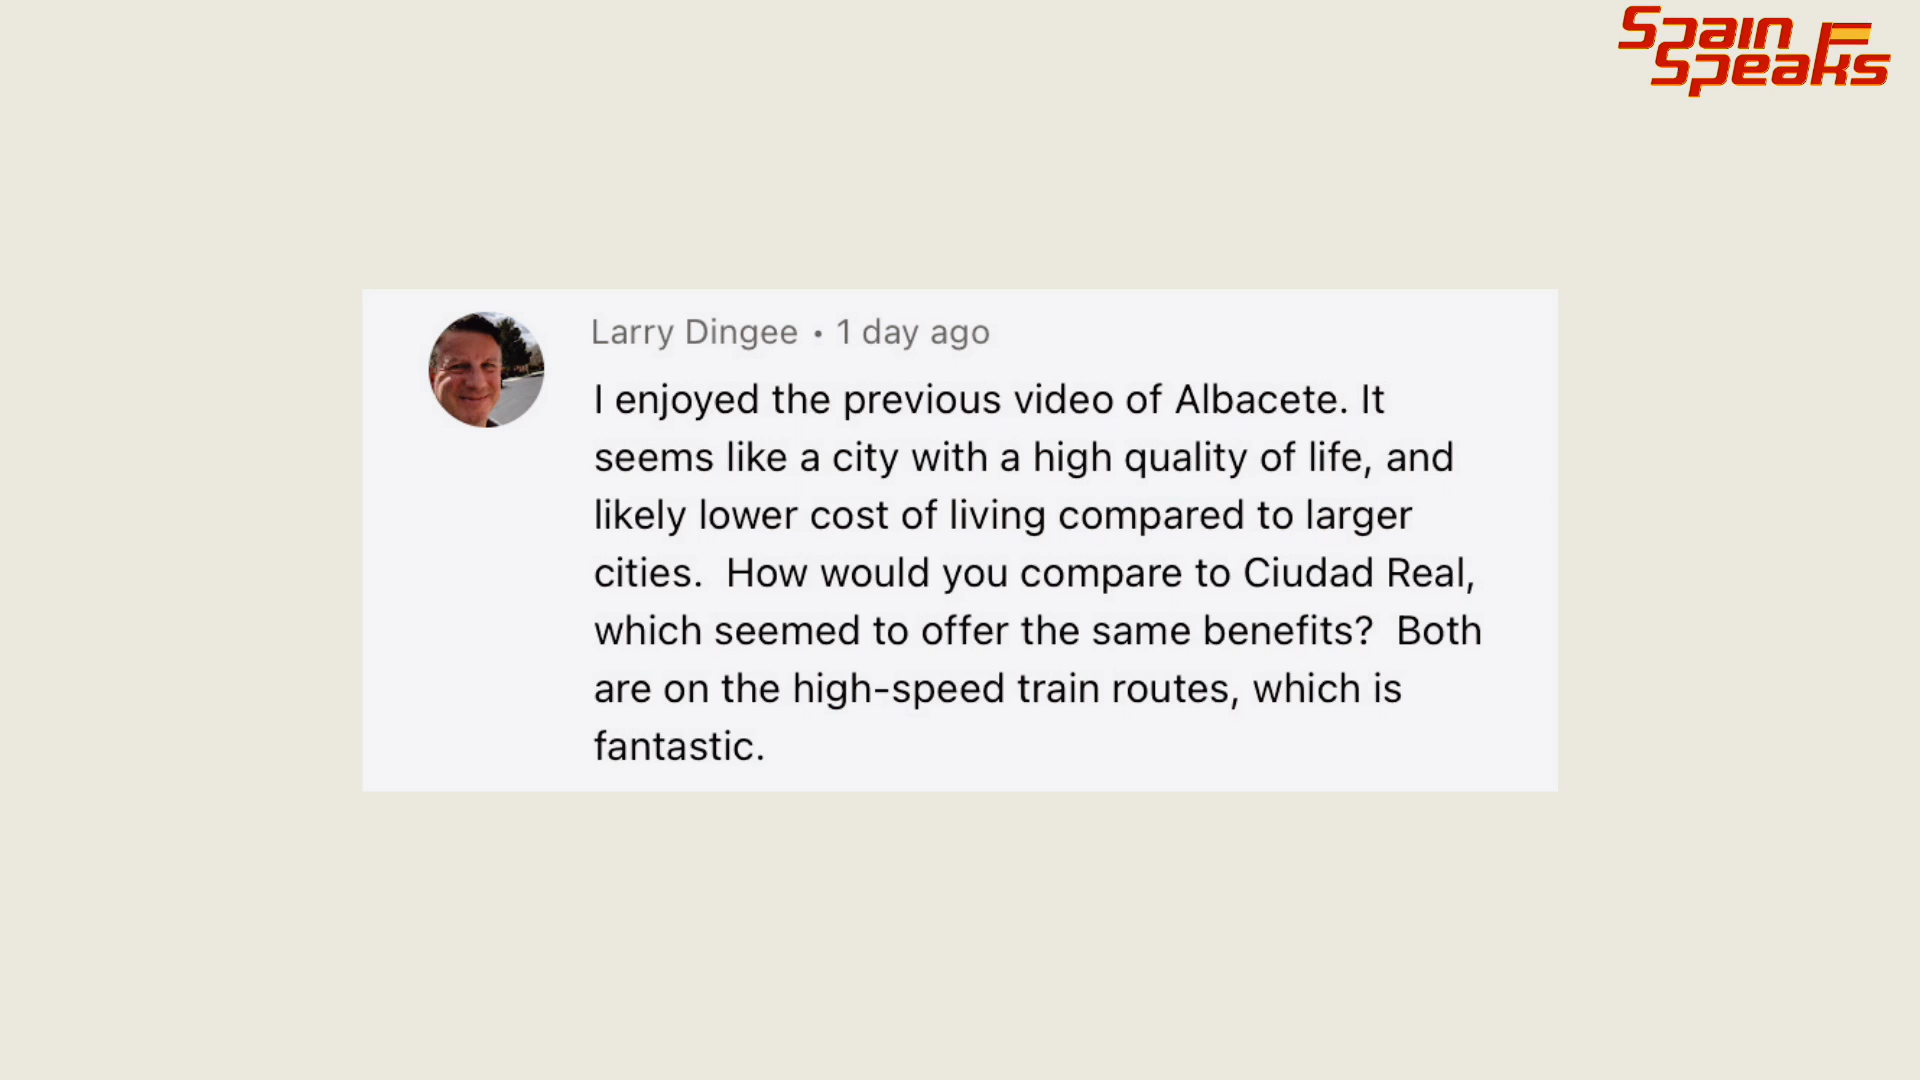 Spain
Speaks
Larry Dingee • 1 day ago
I enjoyed the previous video of Albacete. It
seems like a city with a high quality of life, and
likely lower cost of living compared to larger
cities.  How would you compare to Ciudad Real,
which seemed to offer the same benefits?  Both
are on the high-speed train routes, which is
fantastic.